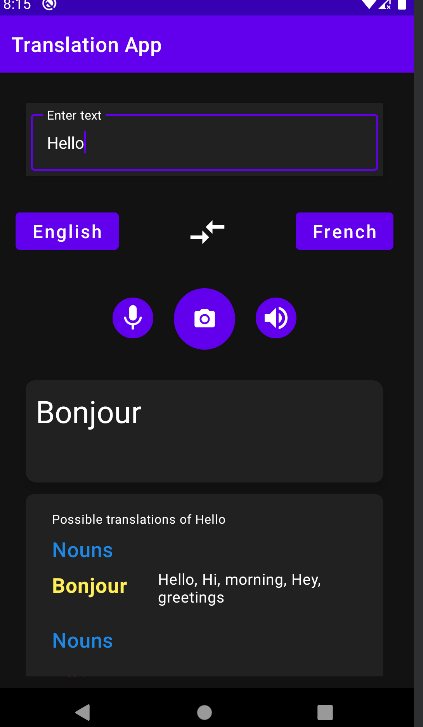 8:15
Translation App
Enter text
Hello
English
French
Bonjour
Possible translations of Hello
Nouns
Bonjour
Hello, Hi, morning, Hey,
greetings
Nouns